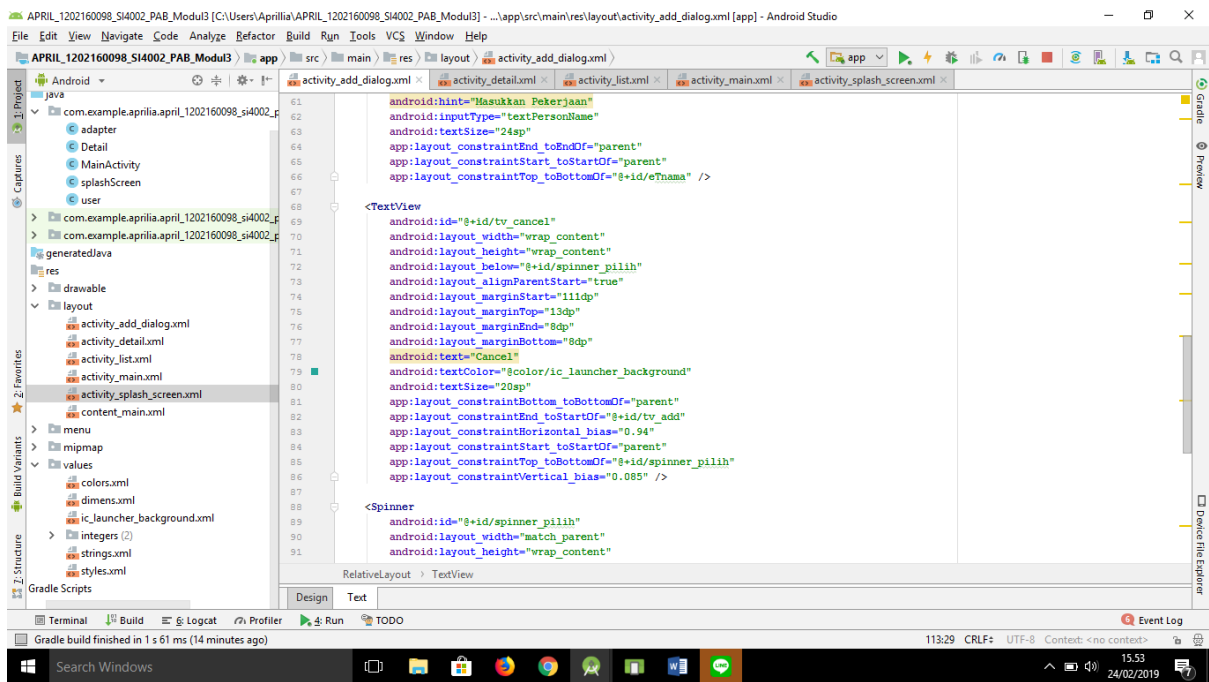 APRIL_1202160098_SI4002_PAB_Modul3 [C:\Users\Aprillia\APRIL_1202160098_SI4002_PAB_Modul3] - ...\app\src\main\res\layout\activity_add_dialog.xml [app] - Android Studio
File Edit View Navigate Code Analyze Refactor Build Run Tools VCS Window Help
APRIL_1202160098_SI4002_PAB_Modul3 app src main res layout activity_add_dialog.xml
app
Android
activity_add_dialog.xml activity_detail.xml activity_list.xml activity_main.xml activity_splash_screen.xml
1: Project
Captures
2: Favorites
Build Variants
7: Structure
java
com.example.aprilia.april_1202160098_si4002_p
adapter
Detail
MainActivity
splashScreen
user
com.example.aprilia.april_1202160098_si4002_p
com.example.aprilia.april_1202160098_si4002_p
generatedJava
res
drawable
layout
activity_add_dialog.xml
activity_detail.xml
activity_list.xml
activity_main.xml
activity_splash_screen.xml
content_main.xml
menu
mipmap
values
colors.xml
dimens.xml
ic_launcher_background.xml
integers (2)
strings.xml
styles.xml
Gradle Scripts
61 android:hint="Masukkan Pekerjaan"
62 android:inputType="textPersonName"
63 android:textSize="24sp"
64 app:layout_constraintEnd_toEndOf="parent"
65 app:layout_constraintStart_toStartOf="parent"
66 app:layout_constraintTop_toBottomOf="@+id/eTnama" />
67
68 <TextView
69 android:id="@+id/tv_cancel"
70 android:layout_width="wrap_content"
71 android:layout_height="wrap_content"
72 android:layout_below="@+id/spinner_pilih"
73 android:layout_alignParentStart="true"
74 android:layout_marginStart="111dp"
75 android:layout_marginTop="13dp"
76 android:layout_marginEnd="8dp"
77 android:layout_marginBottom="8dp"
78 android:text="Cancel"
79 android:textColor="@color/ic_launcher_background"
80 android:textSize="20sp"
81 app:layout_constraintBottom_toBottomOf="parent"
82 app:layout_constraintEnd_toStartOf="@+id/tv_add"
83 app:layout_constraintHorizontal_bias="0.94"
84 app:layout_constraintStart_toStartOf="parent"
85 app:layout_constraintTop_toBottomOf="@+id/spinner_pilih"
86 app:layout_constraintVertical_bias="0.085" />
87
88 <Spinner
89 android:id="@+id/spinner_pilih"
90 android:layout_width="match_parent"
91 android:layout_height="wrap_content"
RelativeLayout > TextView
Design Text
Gradle
Preview
Device File Explorer
Terminal Build 6: Logcat Profiler 4: Run TODO
6 Event Log
Gradle build finished in 1 s 61 ms (14 minutes ago)
113:29 CRLF UTF-8 Context: <no context>
Search Windows
W
LINE
15.53
24/02/2019
7